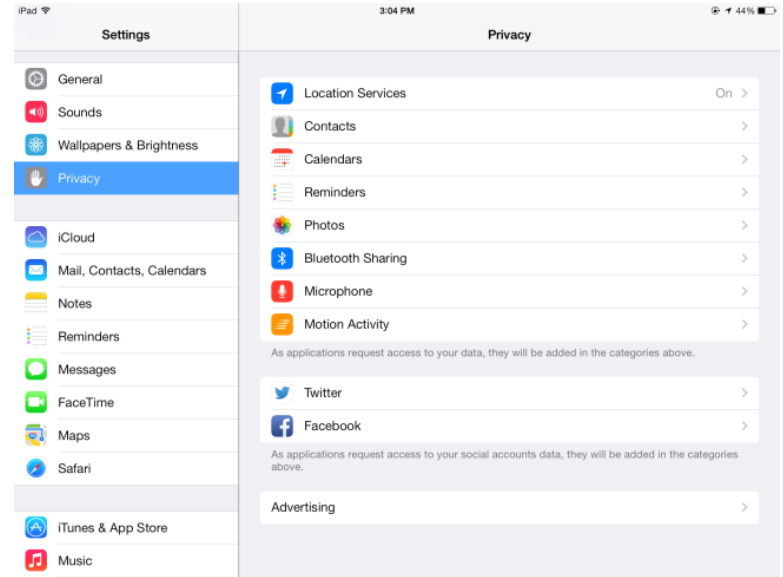 iPad 3:04 PM 44%
Settings
General
Sounds
Wallpapers & Brightness
Privacy
iCloud
Mail, Contacts, Calendars
Notes
Reminders
Messages
FaceTime
Maps
Safari
iTunes & App Store
Music
Privacy
Location Services On
Contacts
Calendars
Reminders
Photos
Bluetooth Sharing
Microphone
Motion Activity
As applications request access to your data, they will be added in the categories above.
Twitter
Facebook
As applications request access to your social accounts data, they will be added in the categories
above.
Advertising